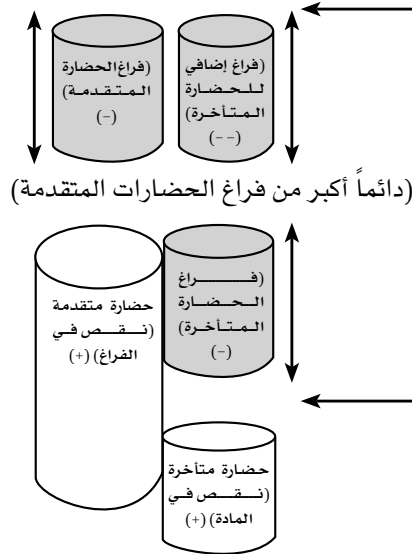 (فراغ إضافي
للحضارة
المتأخرة)
(--)
(فراغ الحضارة
المتقدمة)
(-)
(دائماً أكبر من فراغ الحضارات المتقدمة)
(فراغ
الحضارة
المتأخرة)
(-)
حضارة متقدمة
(نقص في
الفراغ) (+)
حضارة متأخرة
(نقص في
المادة) (+)